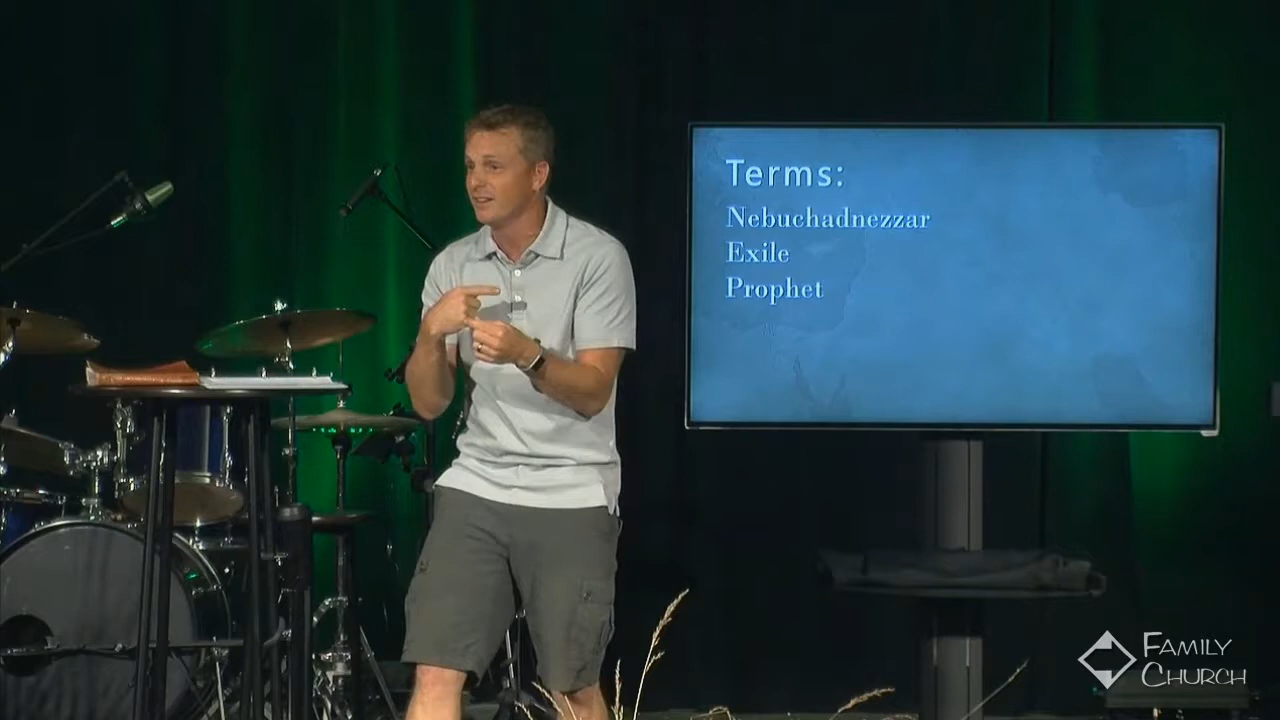 Terms:
Nebuchadnezzar
Exile
Prophet
Family
Church